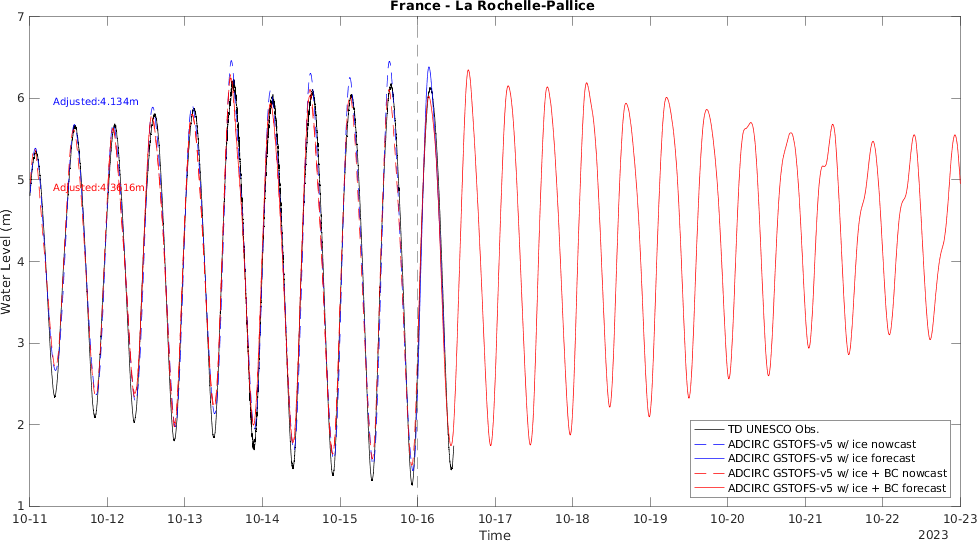 France - La Rochelle-Pallice
7
6
5
4
3
2
1
Water Level (m)
Adjusted:4.134m
Adjusted:4.3616m
TD UNESCO Obs.
ADCIRC GSTOFS-v5 w/ ice nowcast
ADCIRC GSTOFS-v5 w/ ice forecast
ADCIRC GSTOFS-v5 w/ ice + BC nowcast
ADCIRC GSTOFS-v5 w/ ice + BC forecast
10-11 10-12 10-13 10-14 10-15 10-16 10-17 10-18 10-19 10-20 10-21 10-22 10-23
Time
2023